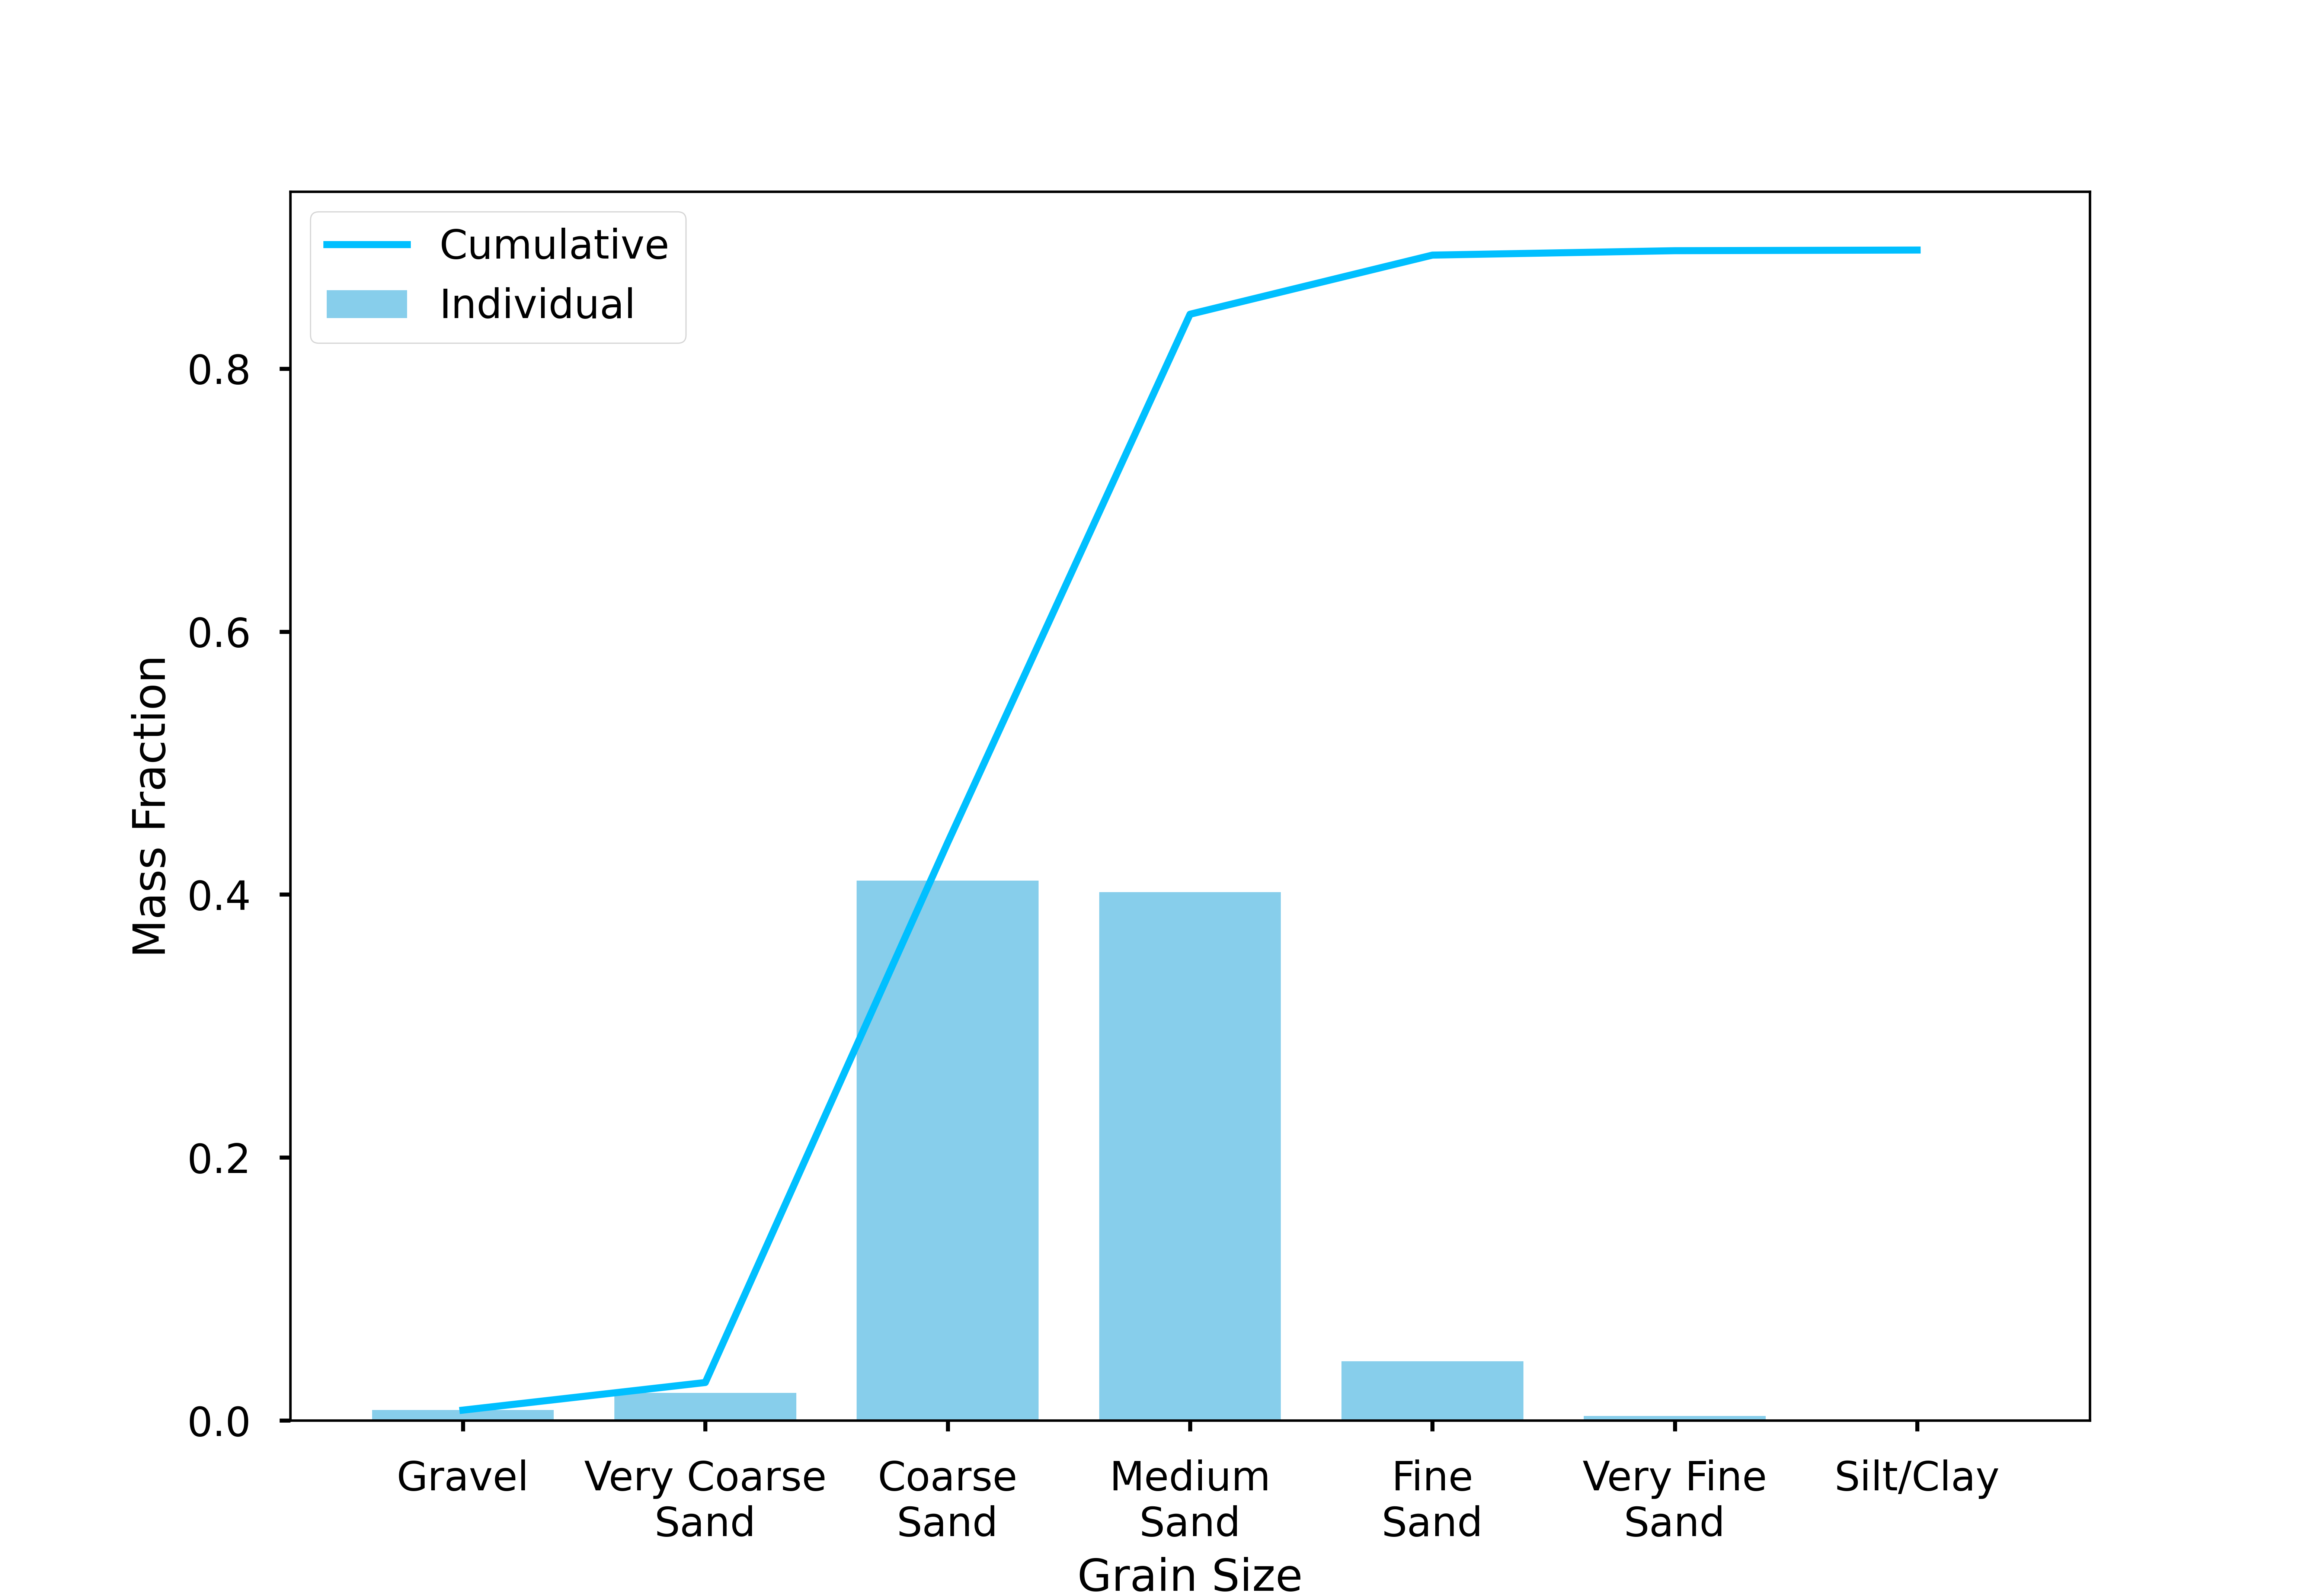 Cumulative
Individual
0.8
0.6
0.4
0.2
0.0
Mass Fraction
Gravel
Very Coarse
Sand
Coarse
Sand
Medium
Sand
Fine
Sand
Very Fine
Sand
Silt/Clay
Grain Size